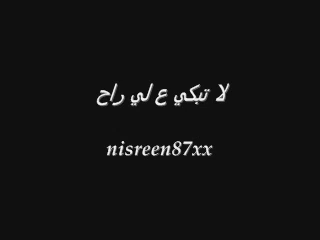 لا تبكي ع لي راح
nisreen87xx